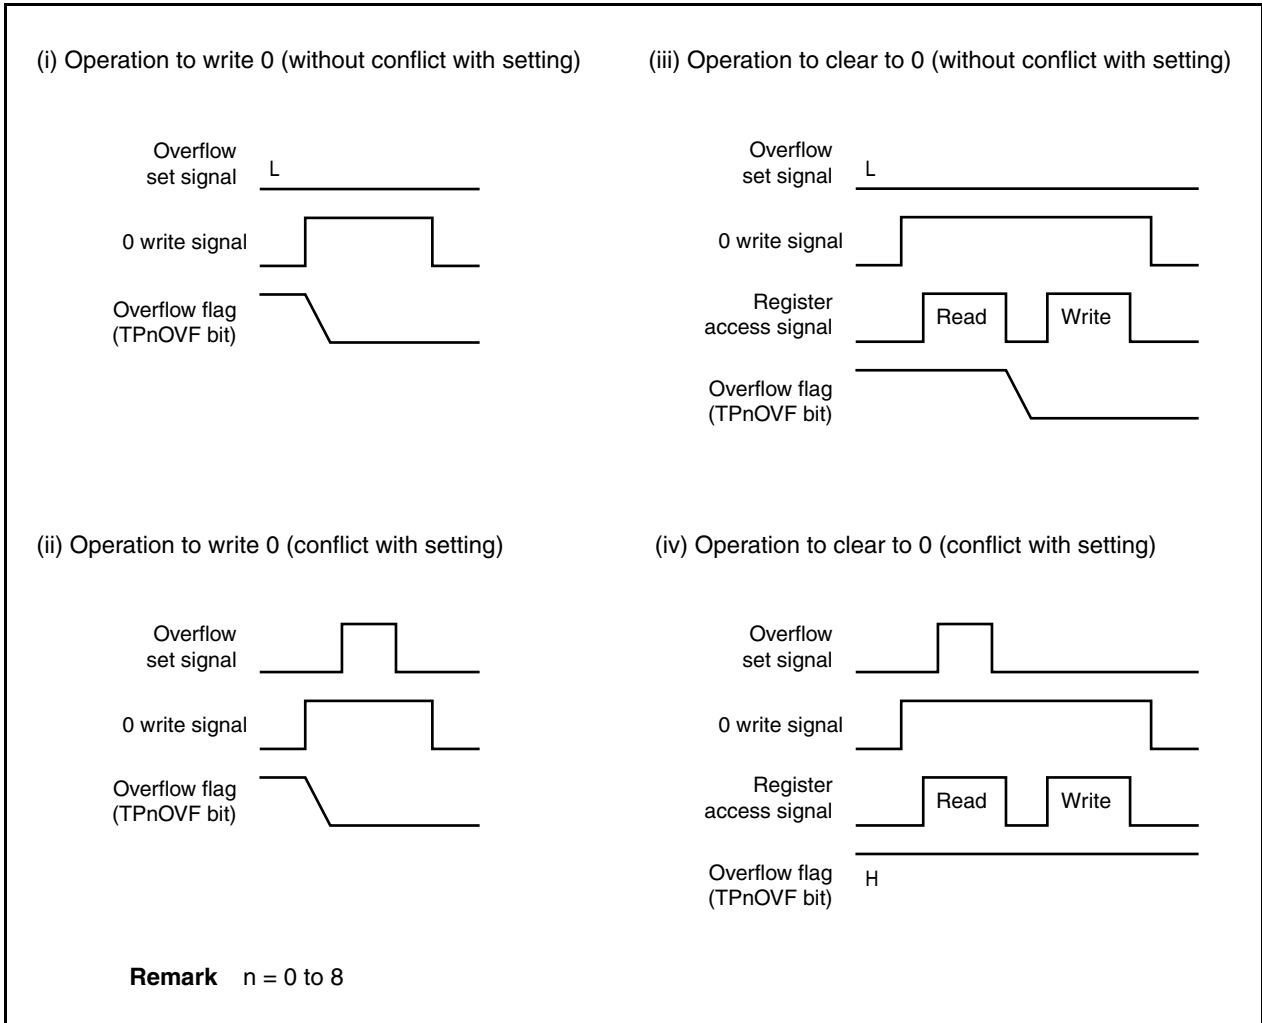 (i) Operation to write 0 (without conflict with setting)
Overflow
set signal
L
0 write signal
Overflow flag
(TPnOVF bit)
(iii) Operation to clear to 0 (without conflict with setting)
Overflow
set signal
L
0 write signal
Register
access signal
Read
Write
Overflow flag
(TPnOVF bit)
(ii) Operation to write 0 (conflict with setting)
Overflow
set signal
0 write signal
Overflow flag
(TPnOVF bit)
(iv) Operation to clear to 0 (conflict with setting)
Overflow
set signal
0 write signal
Register
access signal
Read
Write
Overflow flag
(TPnOVF bit)
H
Remark n = 0 to 8